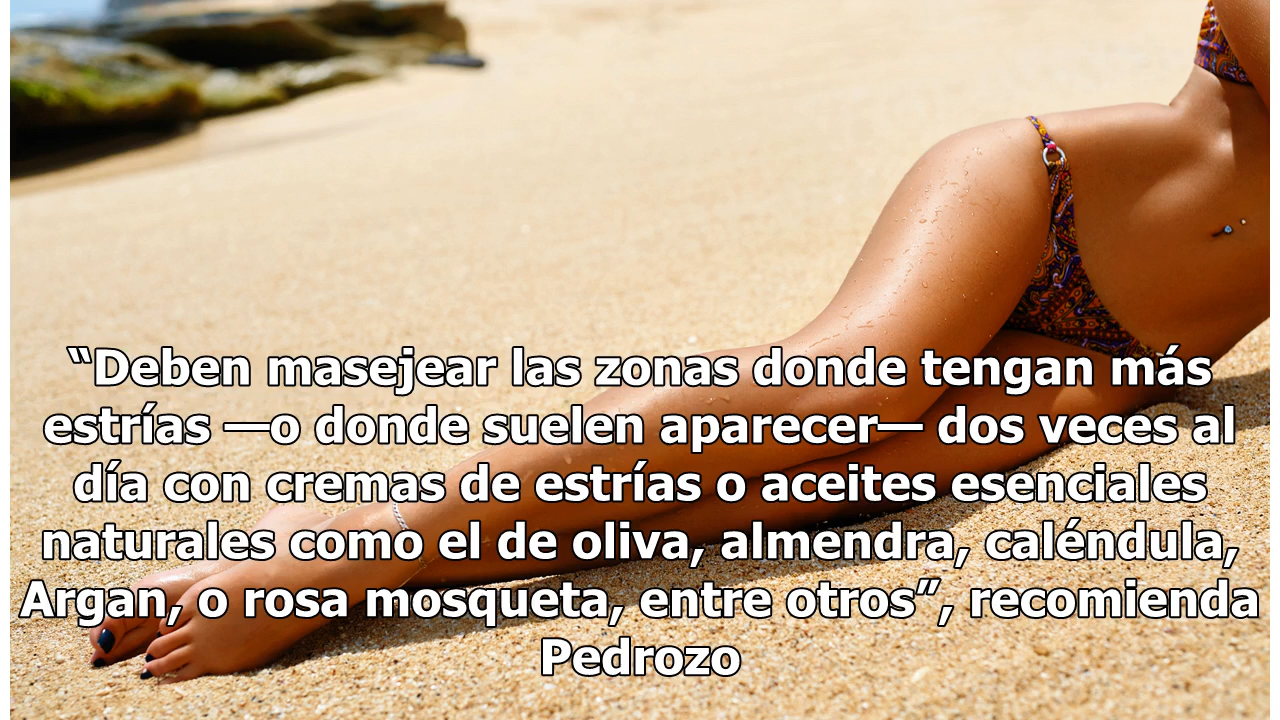 “Deben masejear las zonas donde tengan más
estrías —o donde suelen aparecer— dos veces al
día con cremas de estrías o aceites esenciales
naturales como el de oliva, almendra, caléndula,
Argan, o rosa mosqueta, entre otros”, recomienda
Pedrozo